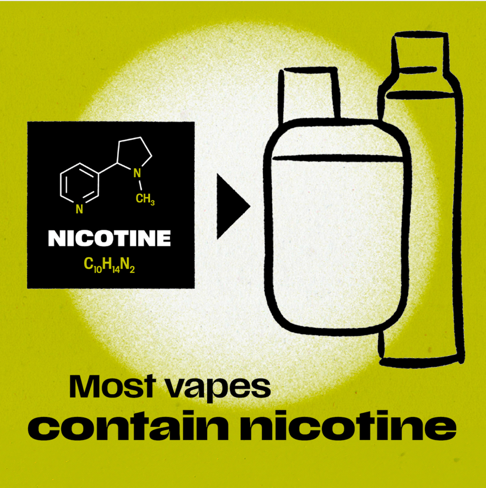 N
N
CH₃
NICOTINE
C₁₀H₁₄N₂
Most vapes
contain nicotine